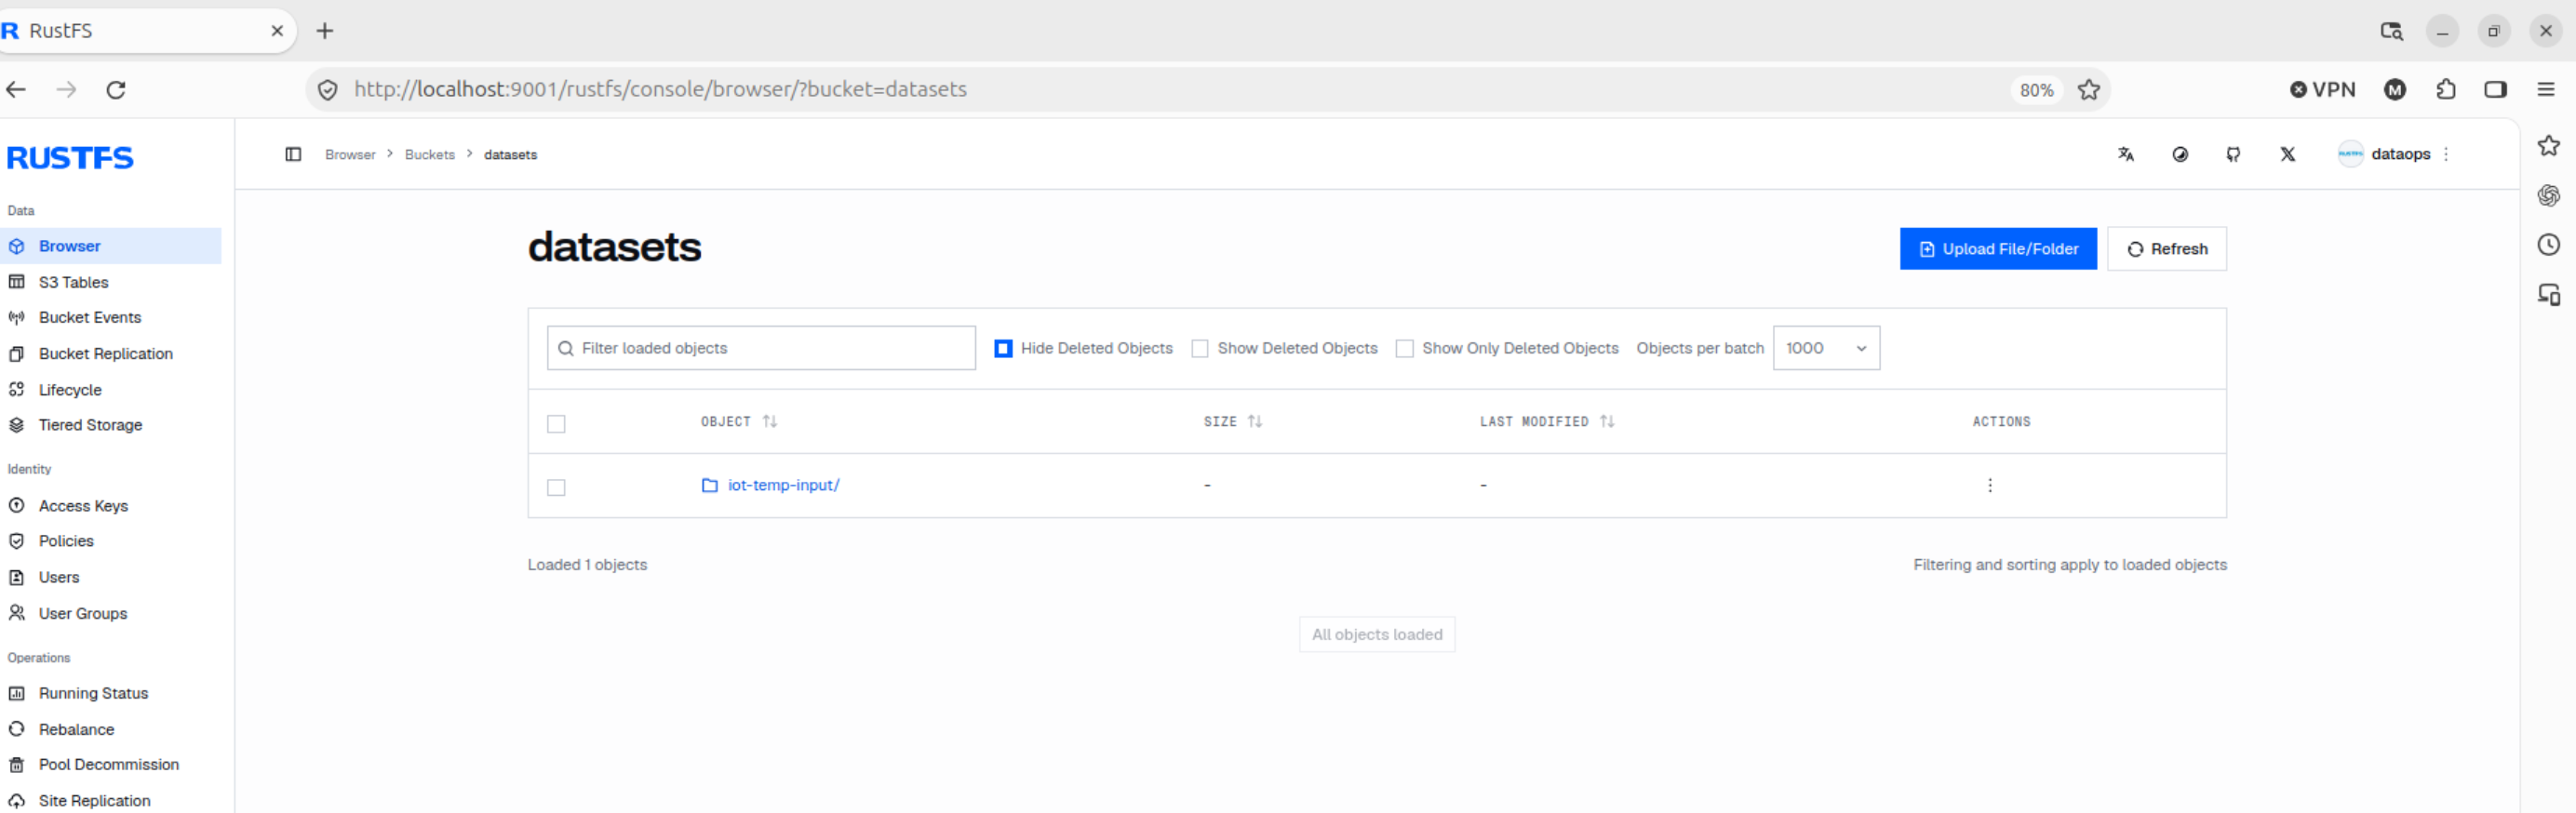 RustFS
http://localhost:9001/rustfs/console/browser/?bucket=datasets
80%
VPN
RUSTFS
Browser > Buckets > datasets
dataops
Data
Browser
S3 Tables
Bucket Events
Bucket Replication
Lifecycle
Tiered Storage
Identity
Access Keys
Policies
Users
User Groups
Operations
Running Status
Rebalance
Pool Decommission
Site Replication
datasets
Upload File/Folder
Refresh
Filter loaded objects
Hide Deleted Objects
Show Deleted Objects
Show Only Deleted Objects
Objects per batch
1000
OBJECT SIZE LAST MODIFIED ACTIONS
iot-temp-input/ - -
Loaded 1 objects
Filtering and sorting apply to loaded objects
All objects loaded